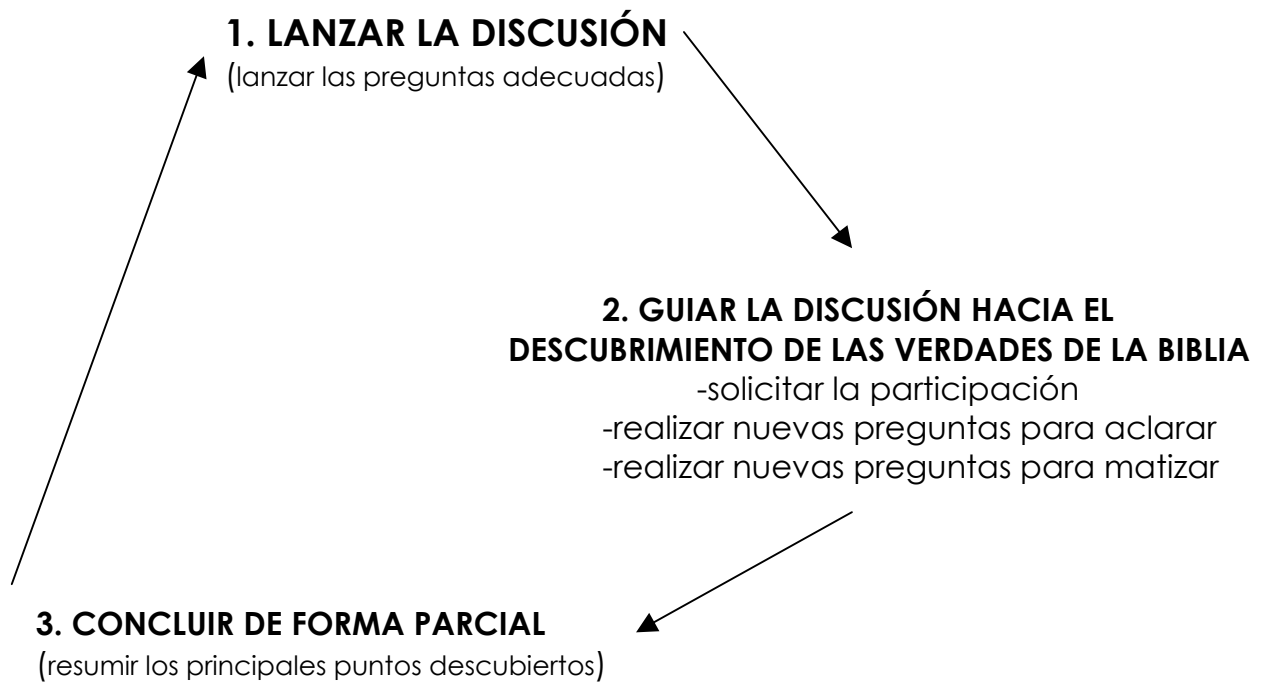 1. LANZAR LA DISCUSIÓN
(lanzar las preguntas adecuadas)
2. GUIAR LA DISCUSIÓN HACIA EL
DESCUBRIMIENTO DE LAS VERDADES DE LA BIBLIA
-solicitar la participación
-realizar nuevas preguntas para aclarar
-realizar nuevas preguntas para matizar
3. CONCLUIR DE FORMA PARCIAL
(resumir los principales puntos descubiertos)